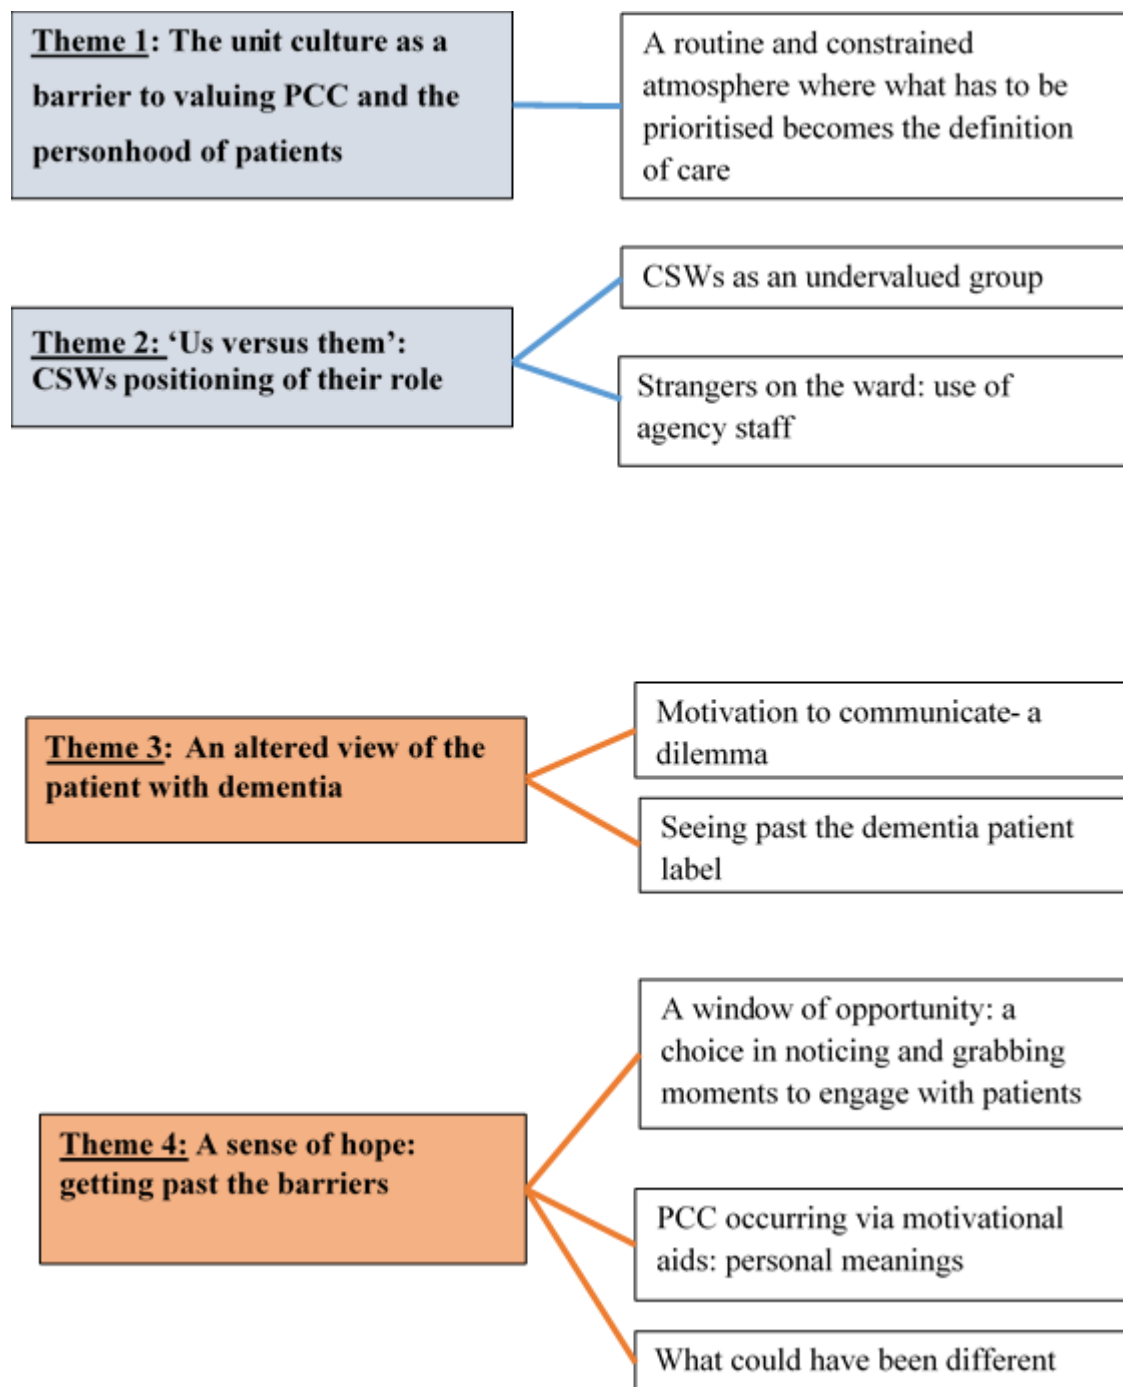 Theme 1: The unit culture as a
barrier to valuing PCC and the
personhood of patients
A routine and constrained
atmosphere where what has to be
prioritised becomes the definition
of care
Theme 2: ‘Us versus them’:
CSWs positioning of their role
CSWs as an undervalued group
Strangers on the ward: use of
agency staff
Theme 3: An altered view of the
patient with dementia
Motivation to communicate- a
dilemma
Seeing past the dementia patient
label
Theme 4: A sense of hope:
getting past the barriers
A window of opportunity: a
choice in noticing and grabbing
moments to engage with patients
PCC occurring via motivational
aids: personal meanings
What could have been different